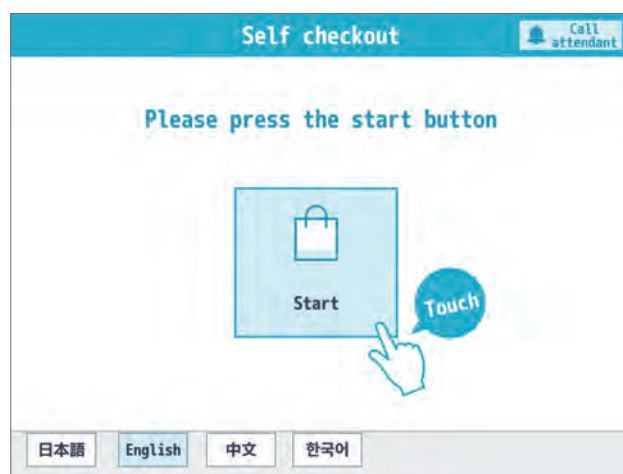 Self checkout
Call
attendant
Please press the start button
Start
Touch
日本語
English
中文
한국어